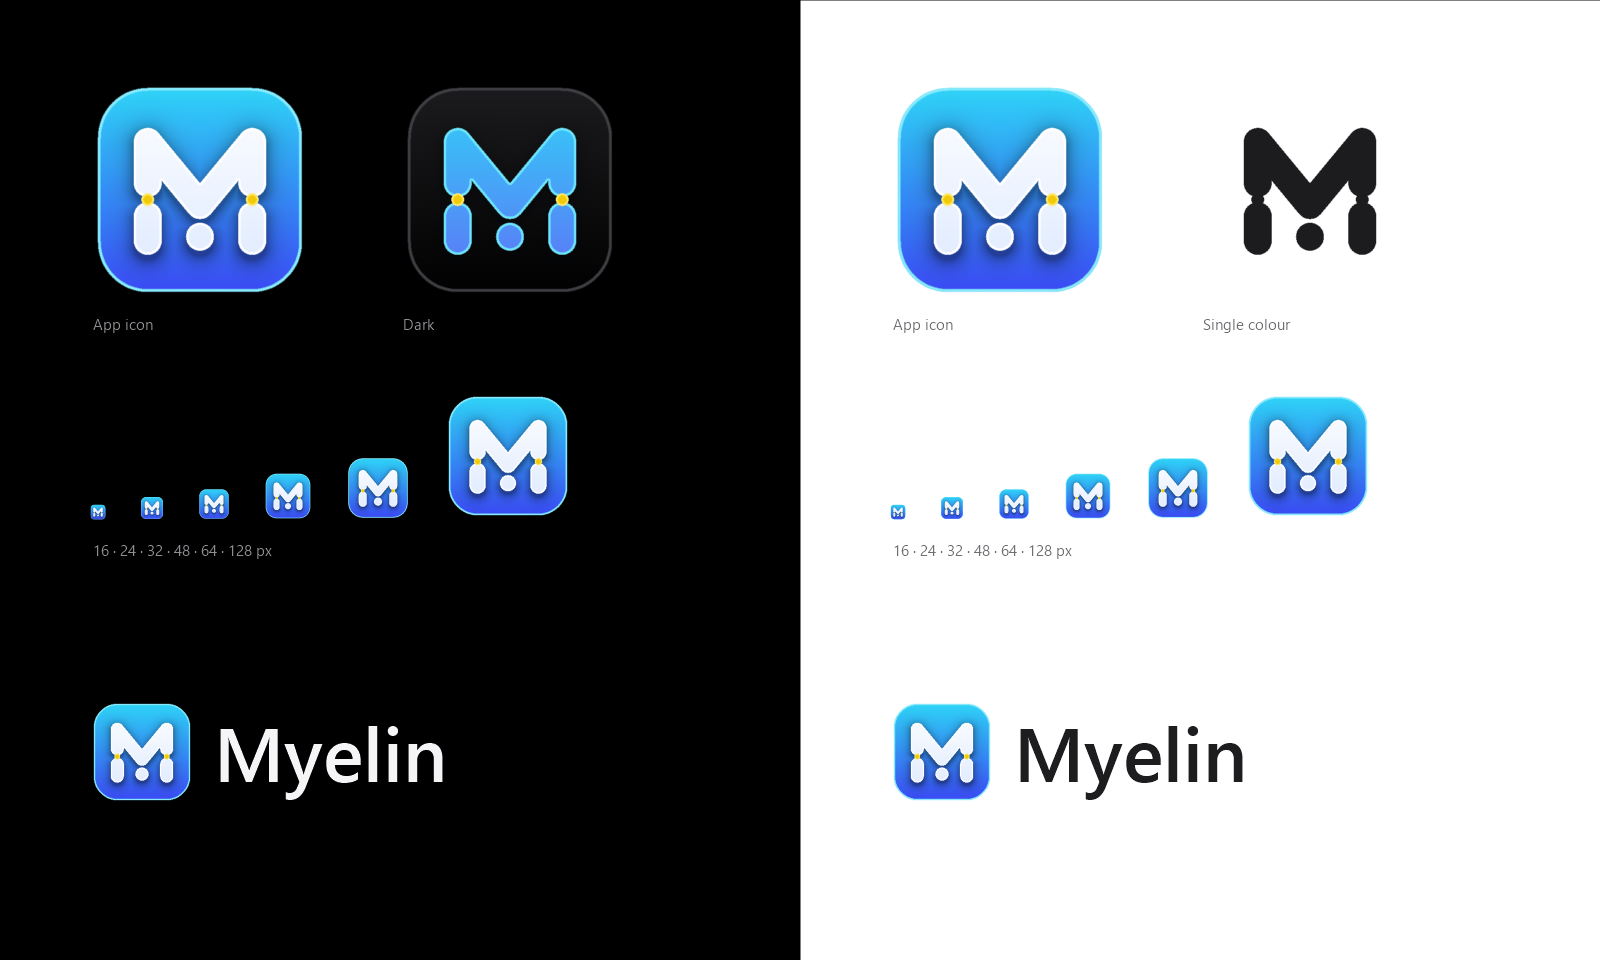 App icon
Dark
16 · 24 · 32 · 48 · 64 · 128 px
Myelin
App icon
Single colour
16 · 24 · 32 · 48 · 64 · 128 px
Myelin